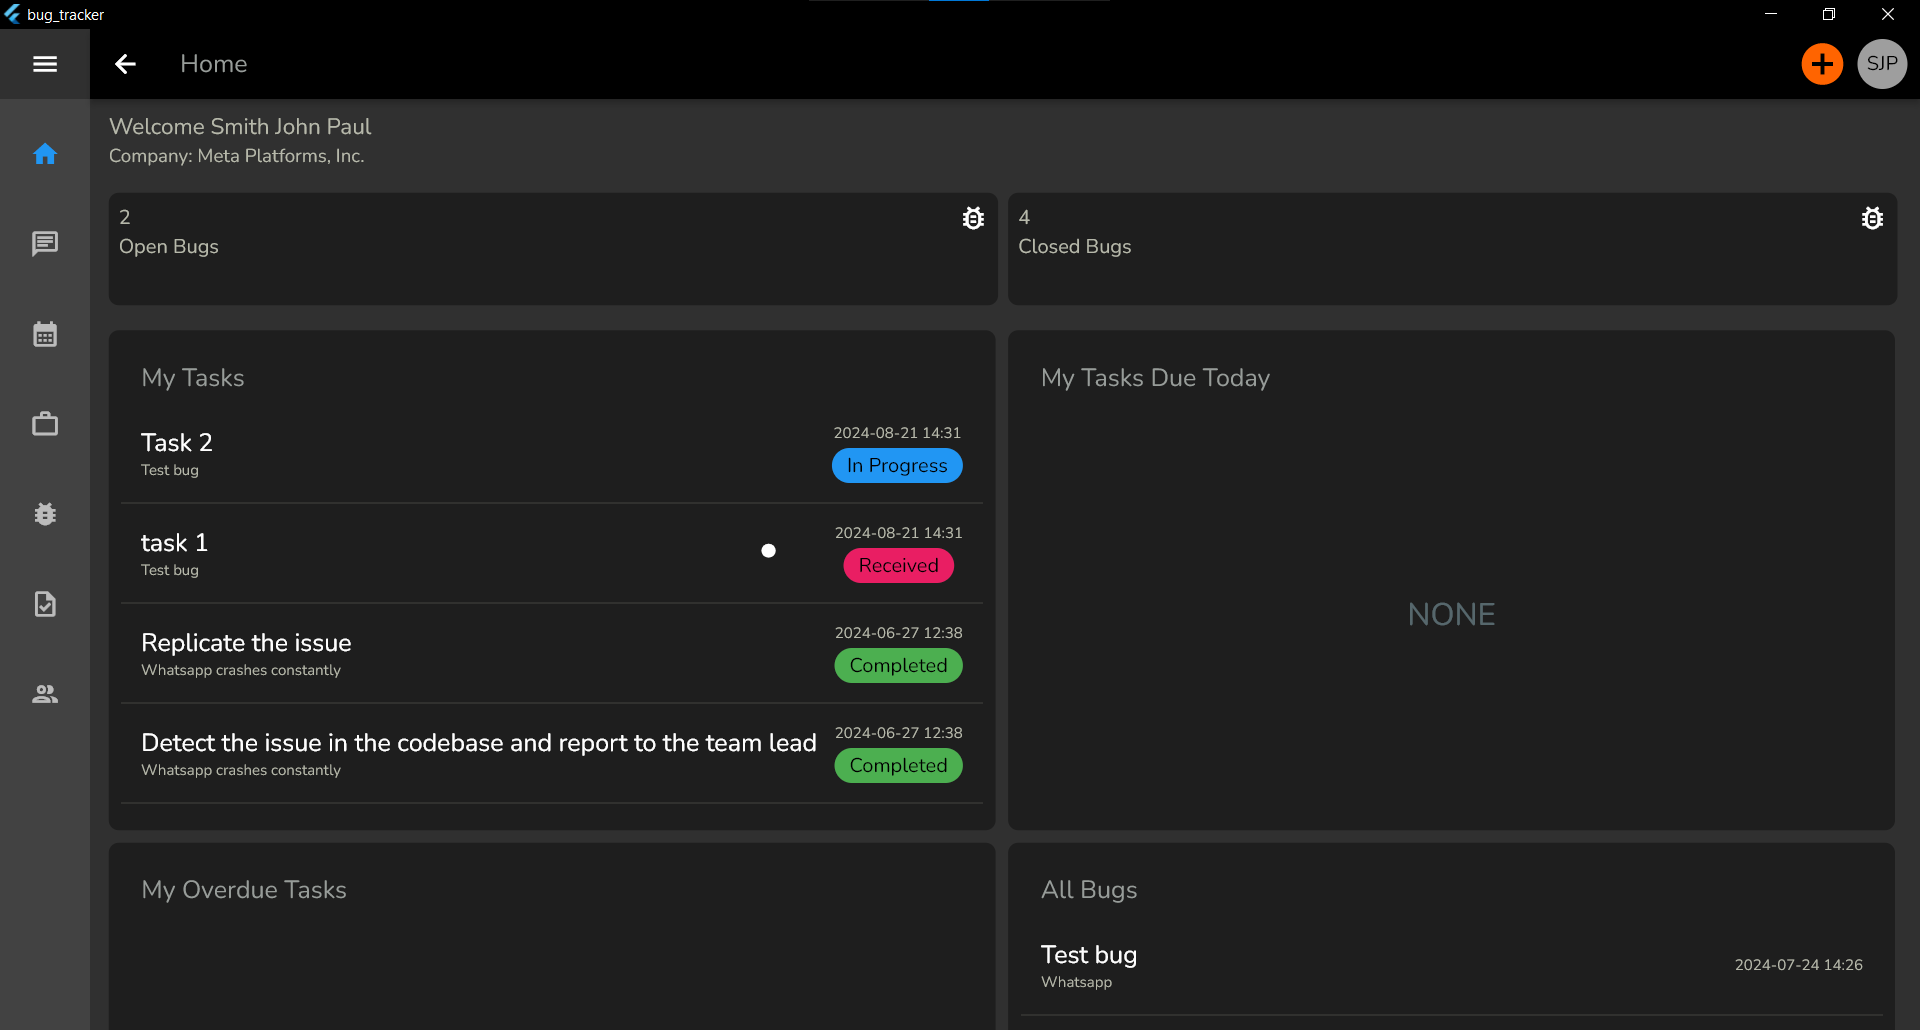 bug_tracker
Home
SJP
Welcome Smith John Paul
Company: Meta Platforms, Inc.
2
Open Bugs
4
Closed Bugs
My Tasks
Task 2
Test bug
2024-08-21 14:31
In Progress
task 1
Test bug
2024-08-21 14:31
Received
Replicate the issue
Whatsapp crashes constantly
2024-06-27 12:38
Completed
Detect the issue in the codebase and report to the team lead
Whatsapp crashes constantly
2024-06-27 12:38
Completed
My Tasks Due Today
NONE
My Overdue Tasks
All Bugs
Test bug
Whatsapp
2024-07-24 14:26